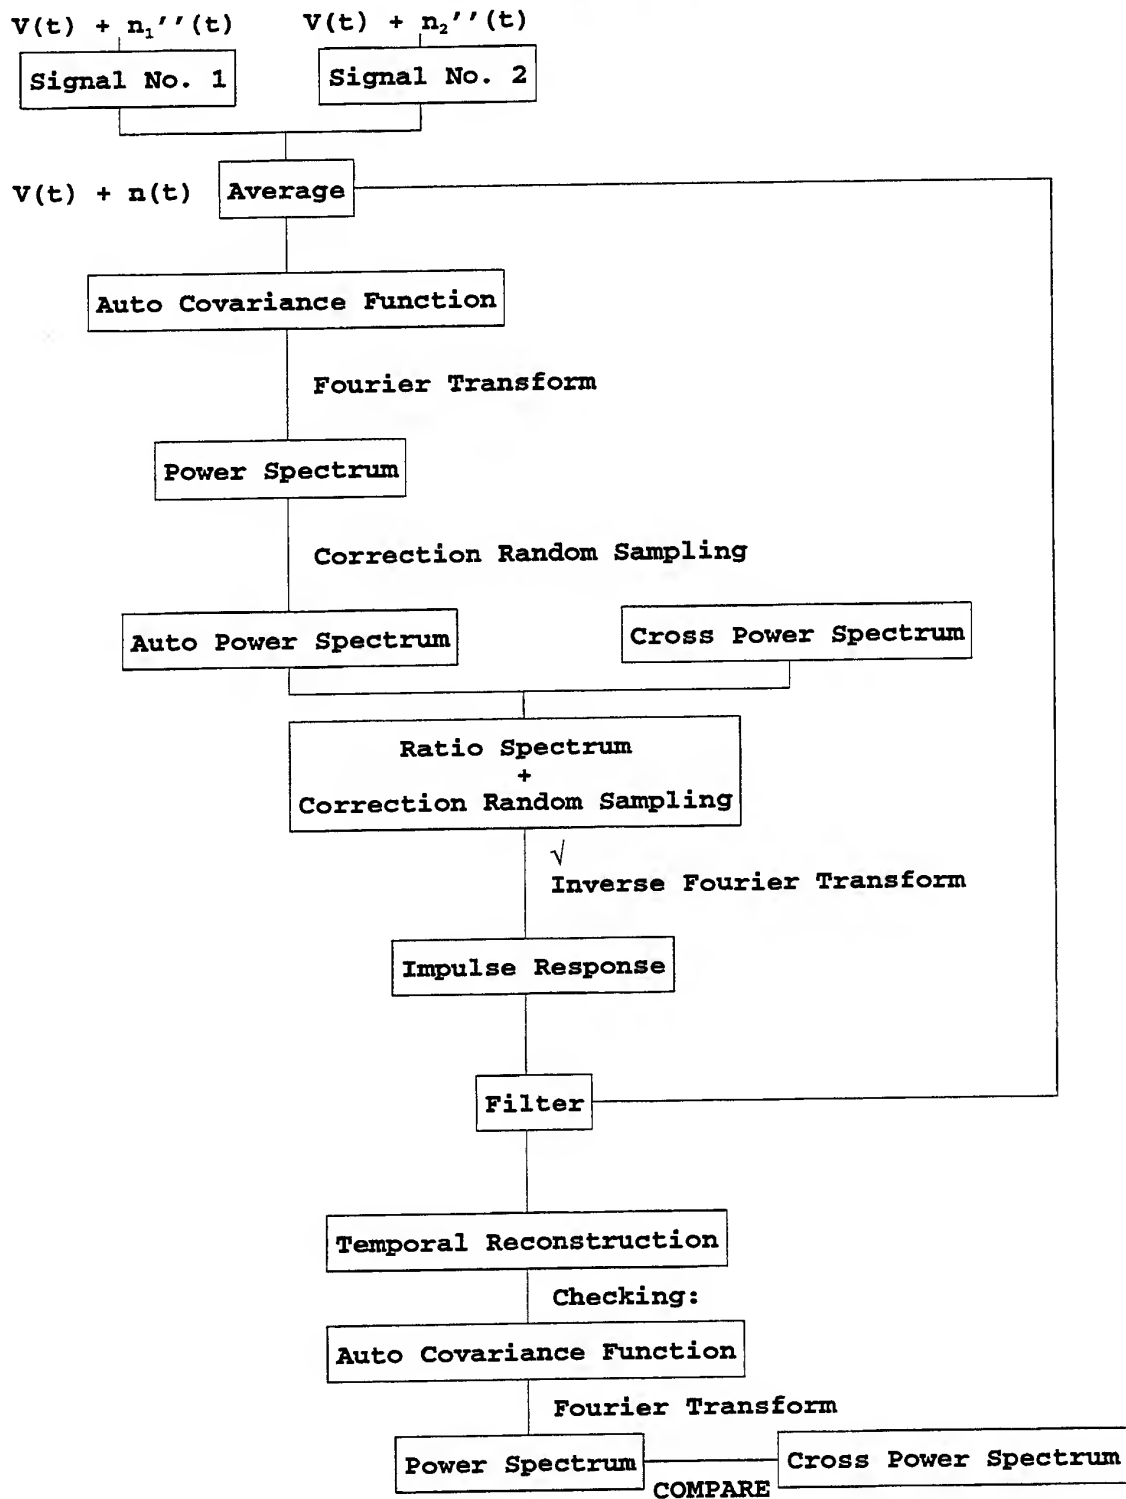 V(t) + n₁''(t)
V(t) + n₂''(t)
Signal No. 1
Signal No. 2
V(t) + n(t)
Average
Auto Covariance Function
Fourier Transform
Power Spectrum
Correction Random Sampling
Auto Power Spectrum
Cross Power Spectrum
Ratio Spectrum
+
Correction Random Sampling
√
Inverse Fourier Transform
Impulse Response
Filter
Temporal Reconstruction
Checking:
Auto Covariance Function
Fourier Transform
Power Spectrum
Cross Power Spectrum
COMPARE